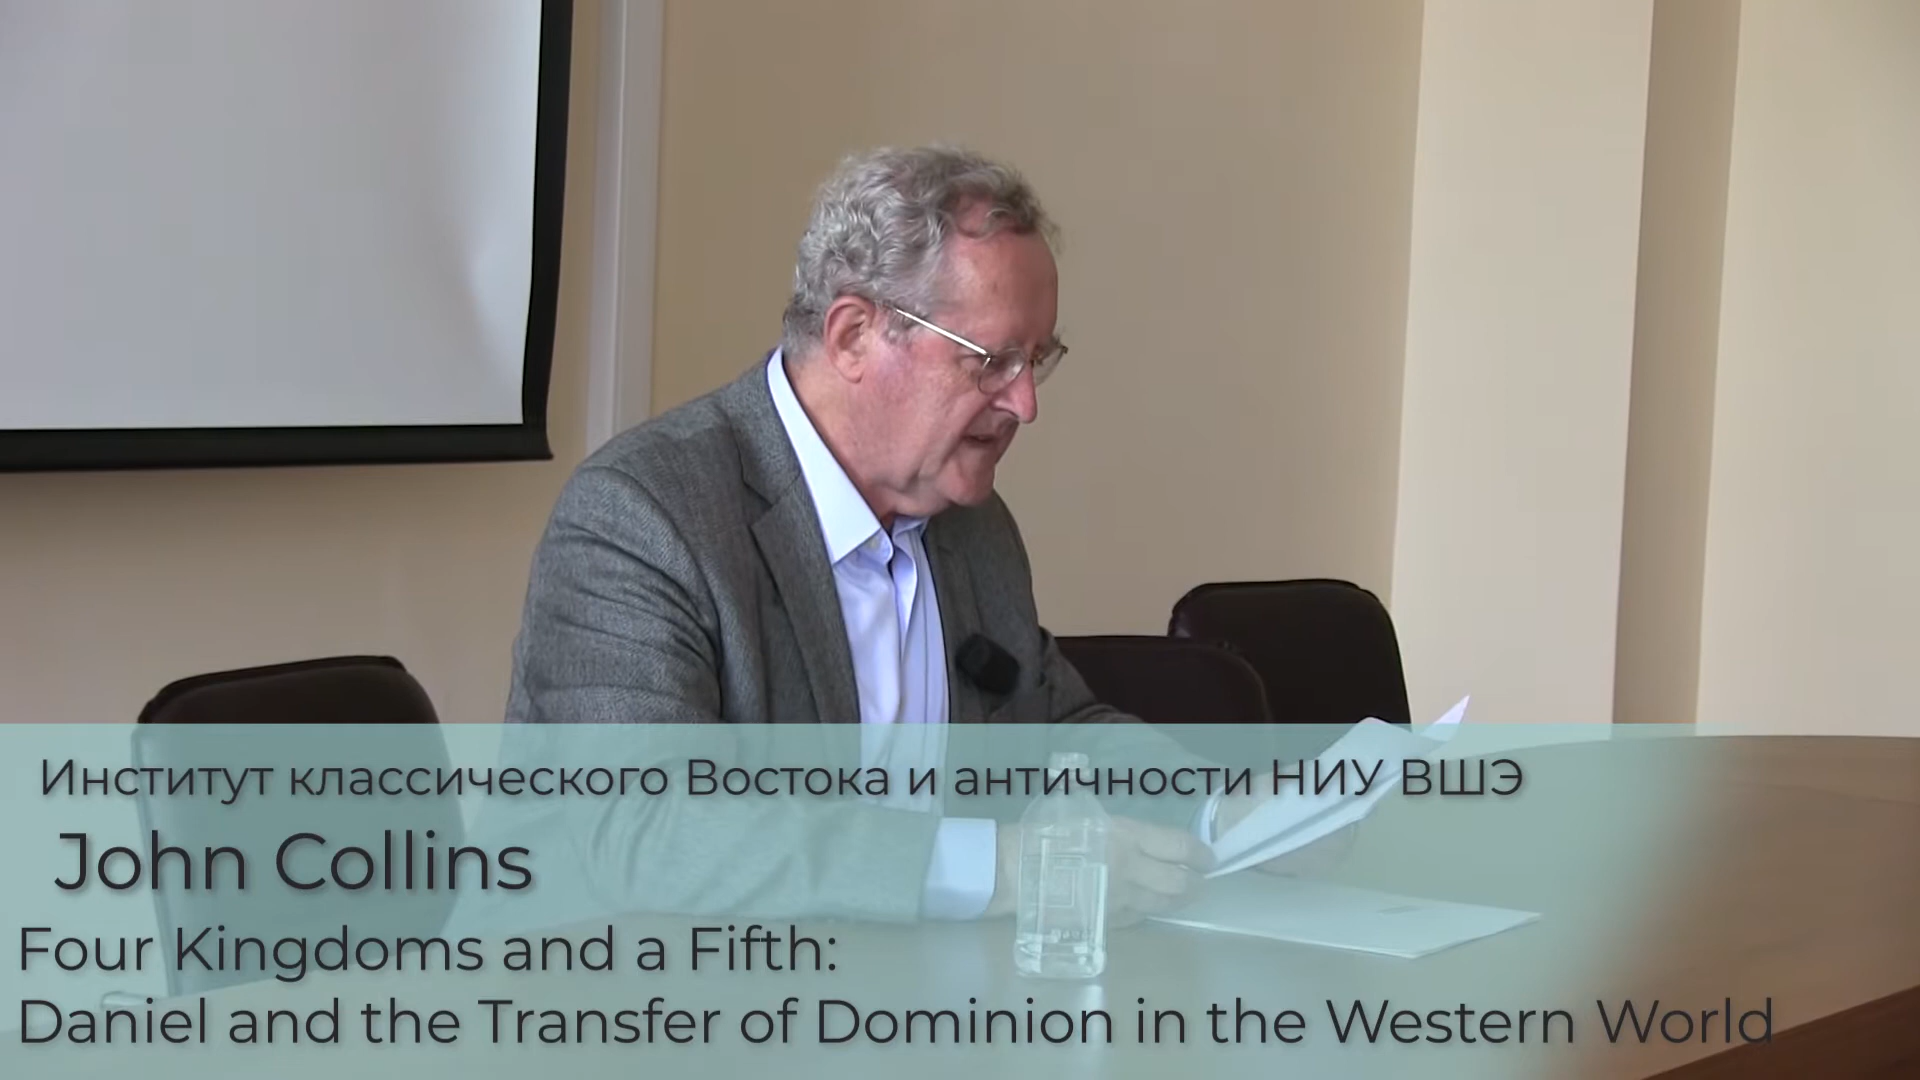 Институт классического Востока и античности НИУ ВШЭ
John Collins
Four Kingdoms and a Fifth:
Daniel and the Transfer of Dominion in the Western World